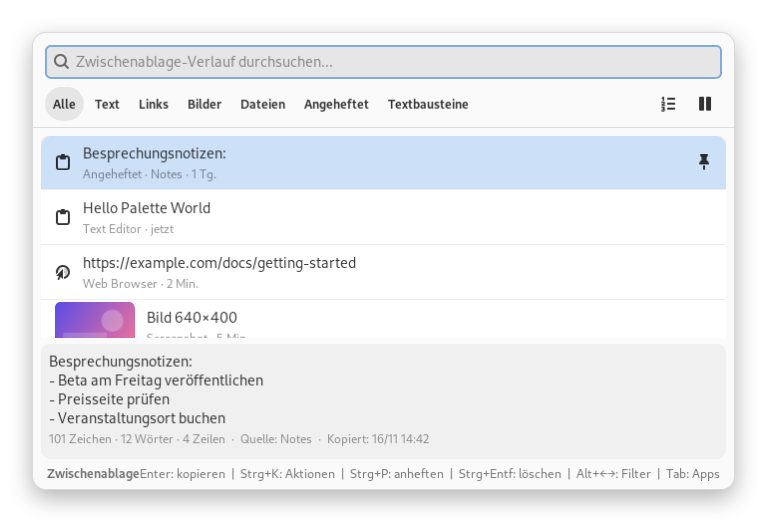 Zwischenablage-Verlauf durchsuchen...
Alle Text Links Bilder Dateien Angeheftet Textbausteine
Besprechungsnotizen:
Angeheftet · Notes · 1 Tg.
Hello Palette World
Text Editor · jetzt
https://example.com/docs/getting-started
Web Browser · 2 Min.
Bild 640×400
Screenshot · 5 Min.
Besprechungsnotizen:
- Beta am Freitag veröffentlichen
- Preisseite prüfen
- Veranstaltungsort buchen
101 Zeichen · 12 Wörter · 4 Zeilen · Quelle: Notes · Kopiert: 16/11 14:42
ZwischenablageEnter: kopieren | Strg+K: Aktionen | Strg+P: anheften | Strg+Entf: löschen | Alt+←→: Filter | Tab: Apps